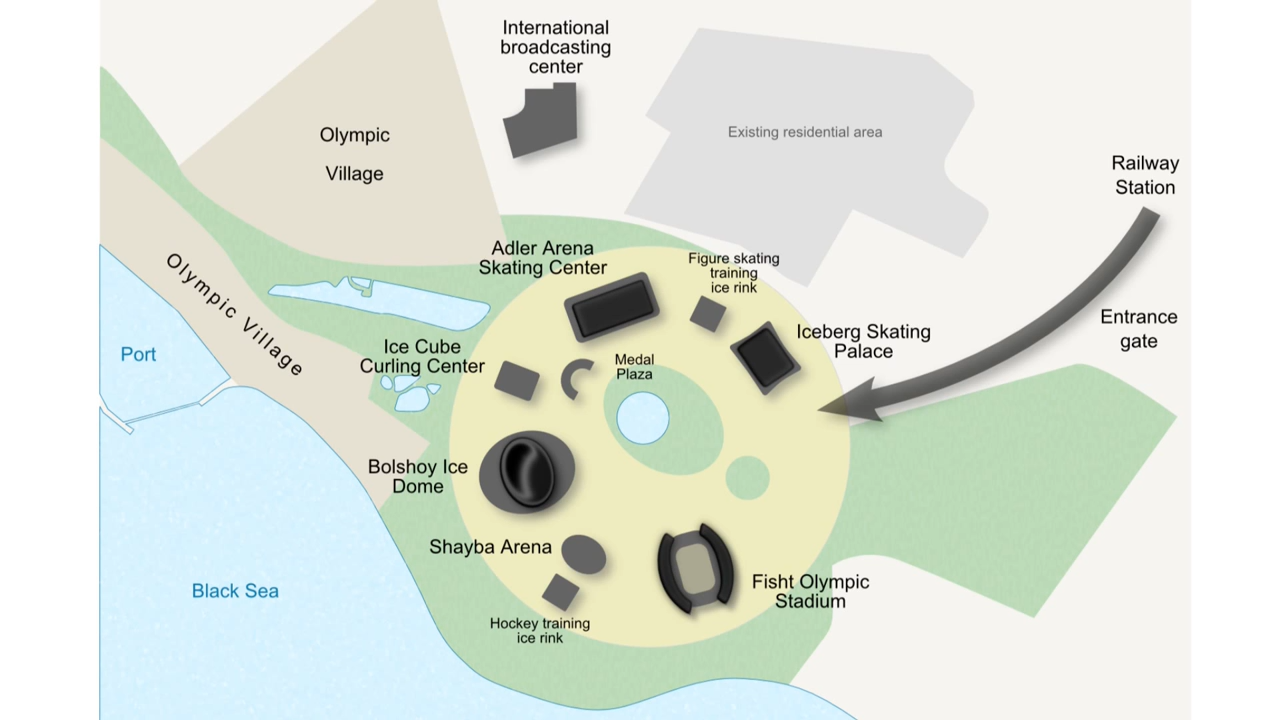 International
broadcasting
center
Olympic
Village
Existing residential area
Railway
Station
Adler Arena
Skating Center
Figure skating
training
ice rink
Olympic Village
Entrance
gate
Iceberg Skating
Palace
Port
Ice Cube
Curling Center
Medal
Plaza
Bolshoy Ice
Dome
Shayba Arena
Black Sea
Fisht Olympic
Stadium
Hockey training
ice rink